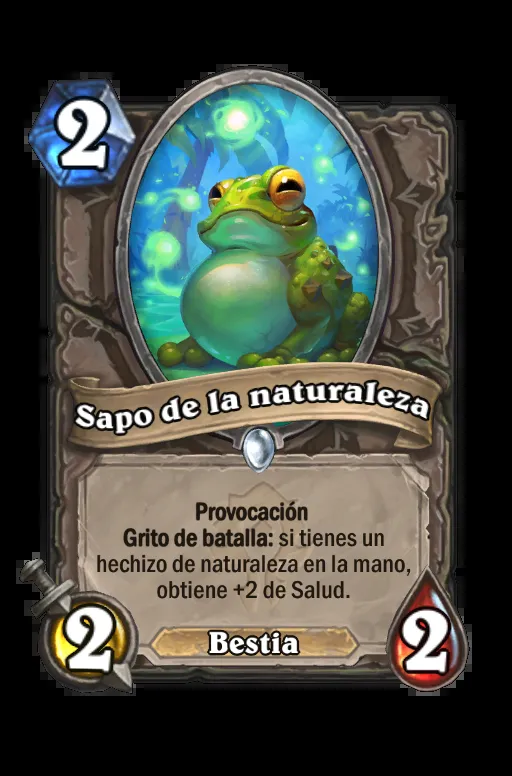 2
Sapo de la naturaleza
Provocación
Grito de batalla: si tienes un
hechizo de naturaleza en la mano,
obtiene +2 de Salud.
2
Bestia
2